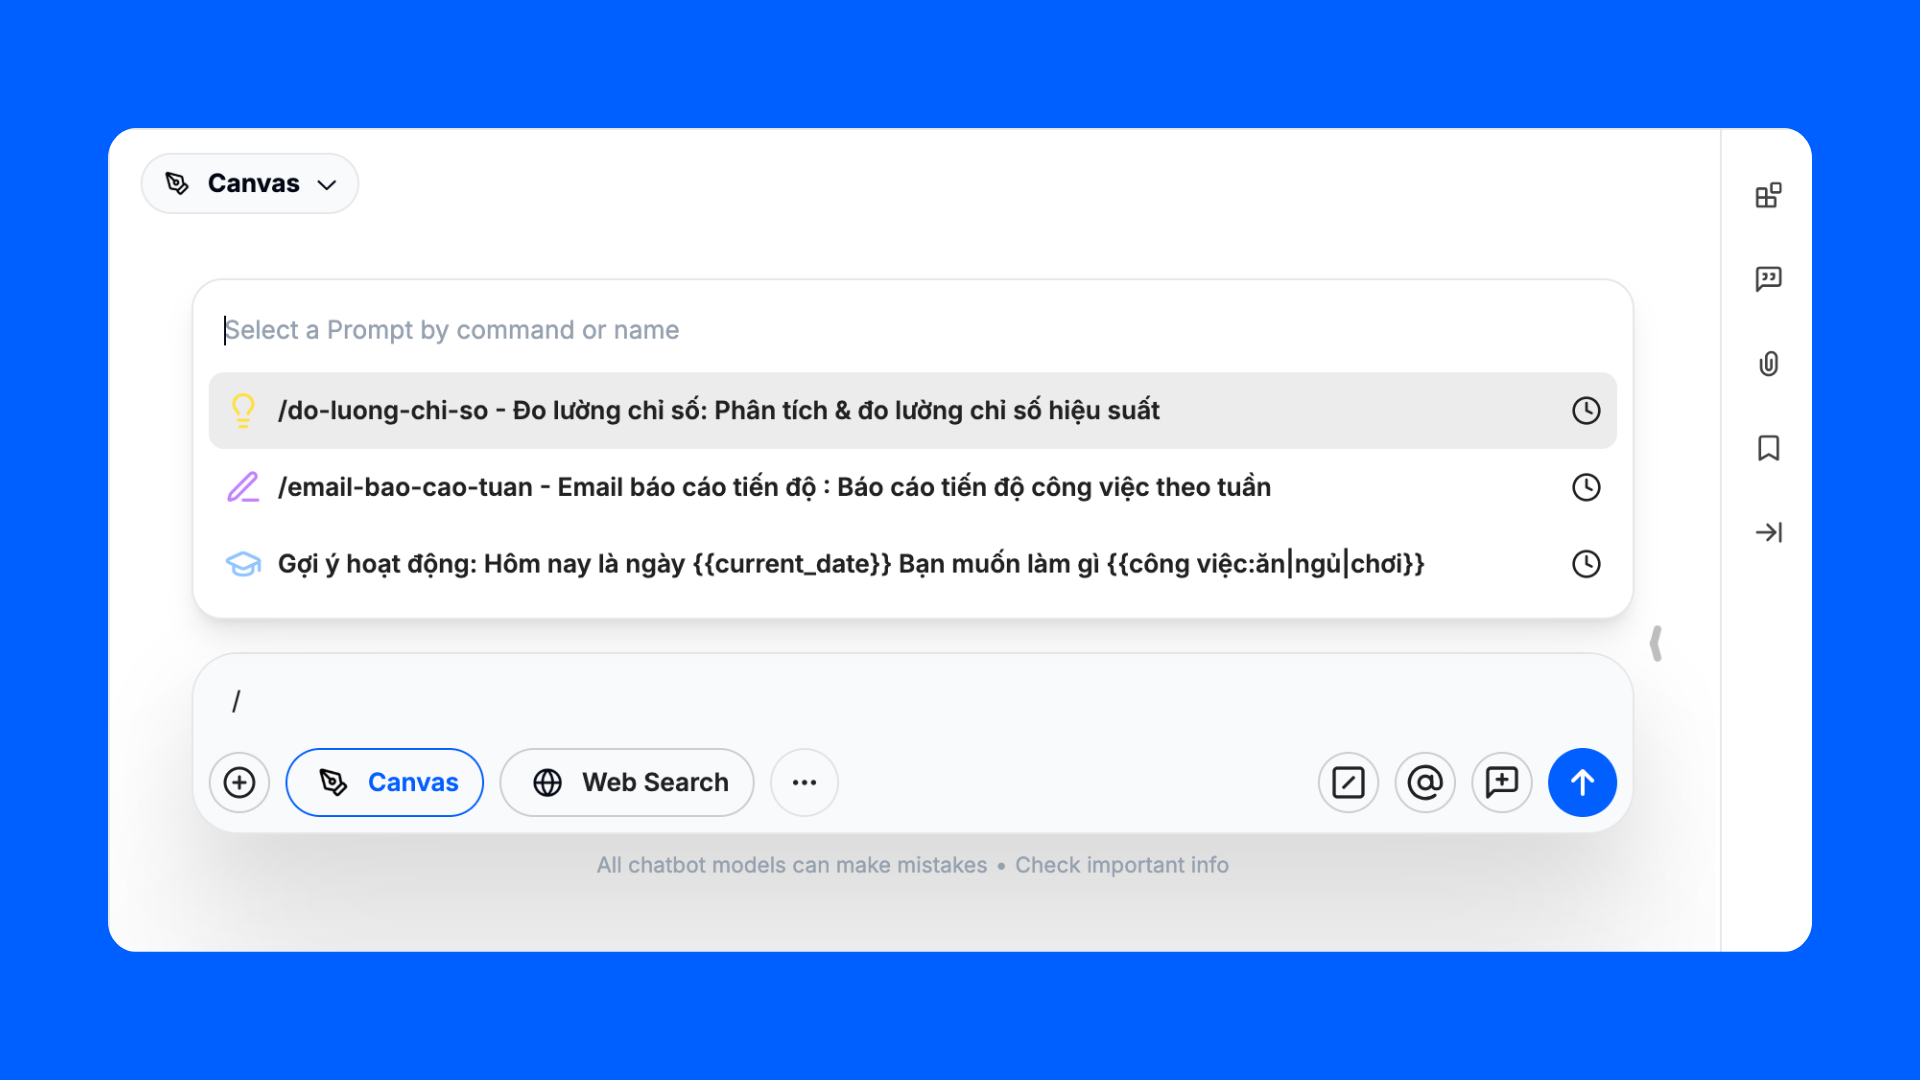 Canvas
Select a Prompt by command or name
/do-luong-chi-so - Đo lường chỉ số: Phân tích & đo lường chỉ số hiệu suất
/email-bao-cao-tuan - Email báo cáo tiến độ : Báo cáo tiến độ công việc theo tuần
Gợi ý hoạt động: Hôm nay là ngày {{current_date}} Bạn muốn làm gì {{công việc:ăn|ngủ|chơi}}
/
Canvas
Web Search
All chatbot models can make mistakes • Check important info